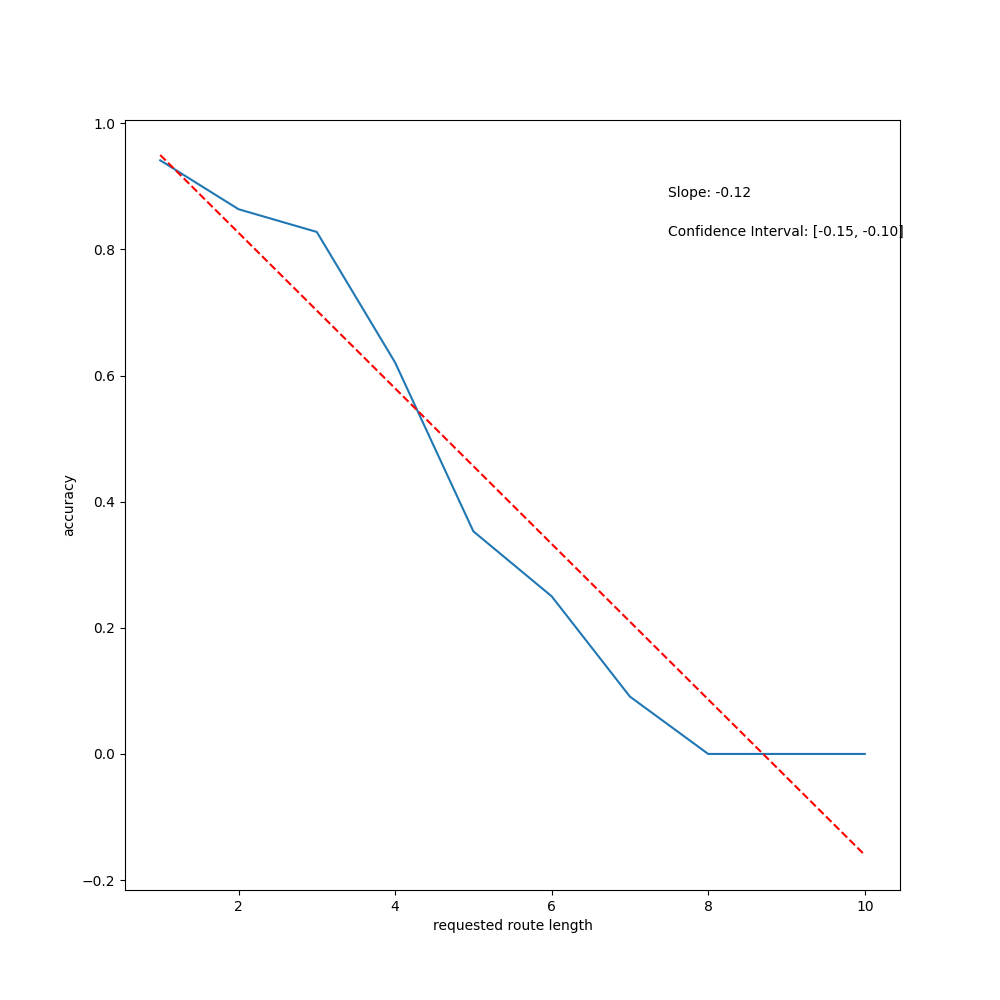 1.0
0.8
0.6
0.4
0.2
0.0
−0.2
accuracy
Slope: -0.12
Confidence Interval: [-0.15, -0.10]
2 4 6 8 10
requested route length